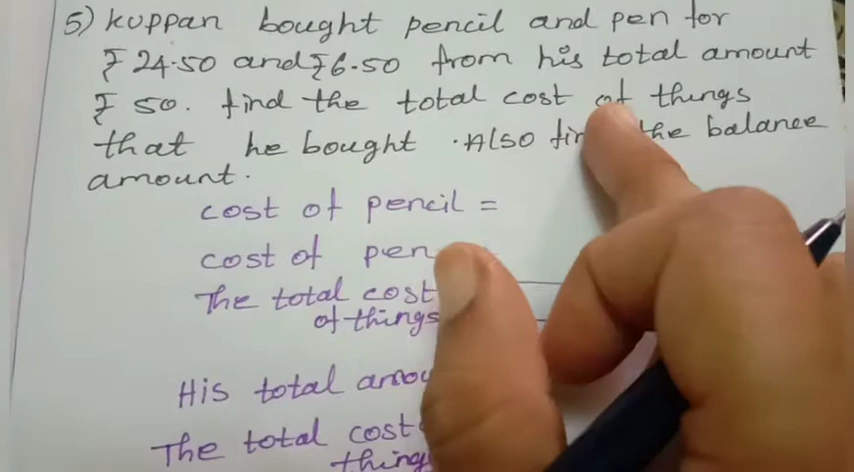 5) Kuppan bought pencil and pen for
₹ 24.50 and ₹6.50 from his total amount
₹ 50. find the total cost of things
that he bought. Also the balance
amount.
cost of pencil =
cost of pen
The total cost
of things
His total
The total cost